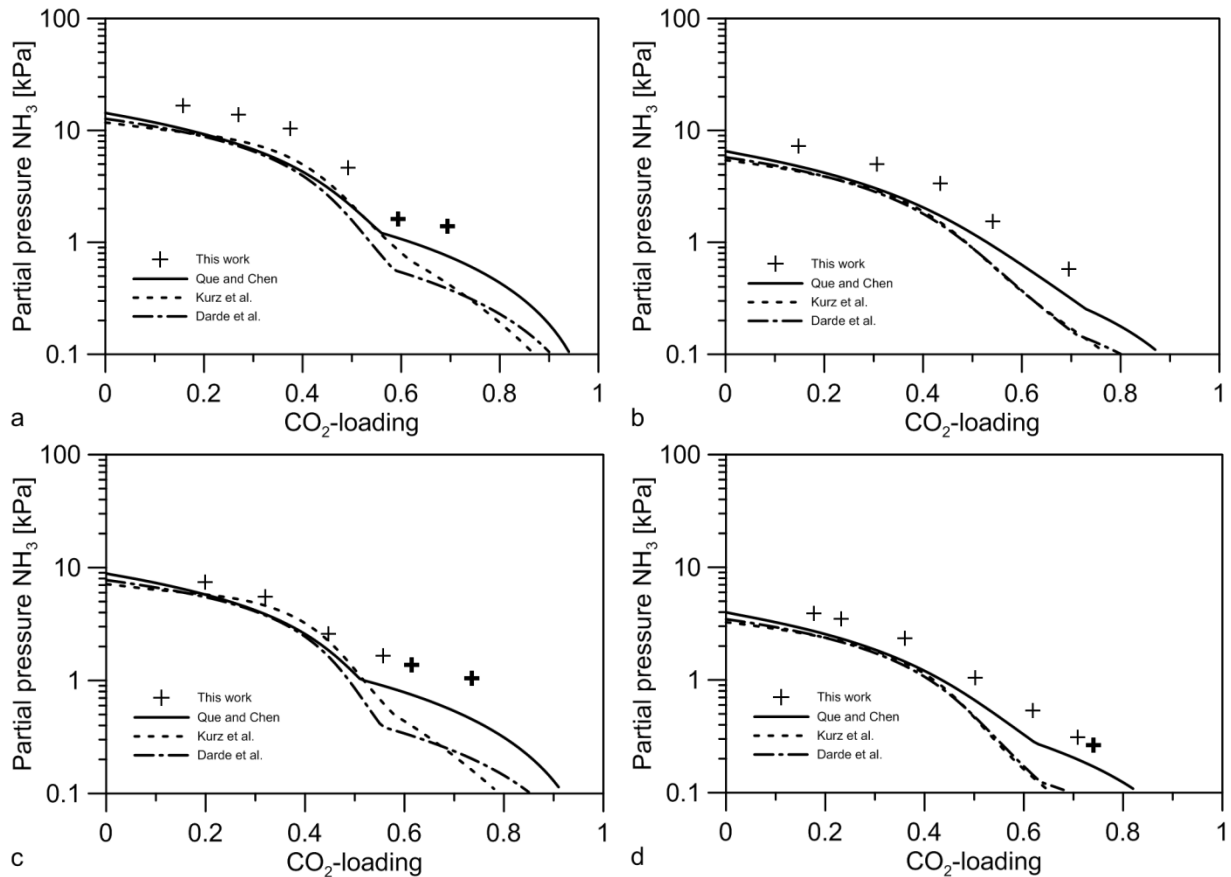 Partial pressure NH₃ [kPa]
100
10
1
0.1
This work
Que and Chen
Kurz et al.
Darde et al.
0 0.2 0.4 0.6 0.8 1
CO₂-loading
a
Partial pressure NH₃ [kPa]
100
10
1
0.1
This work
Que and Chen
Kurz et al.
Darde et al.
0 0.2 0.4 0.6 0.8 1
CO₂-loading
b
Partial pressure NH₃ [kPa]
100
10
1
0.1
This work
Que and Chen
Kurz et al.
Darde et al.
0 0.2 0.4 0.6 0.8 1
CO₂-loading
c
Partial pressure NH₃ [kPa]
100
10
1
0.1
This work
Que and Chen
Kurz et al.
Darde et al.
0 0.2 0.4 0.6 0.8 1
CO₂-loading
d